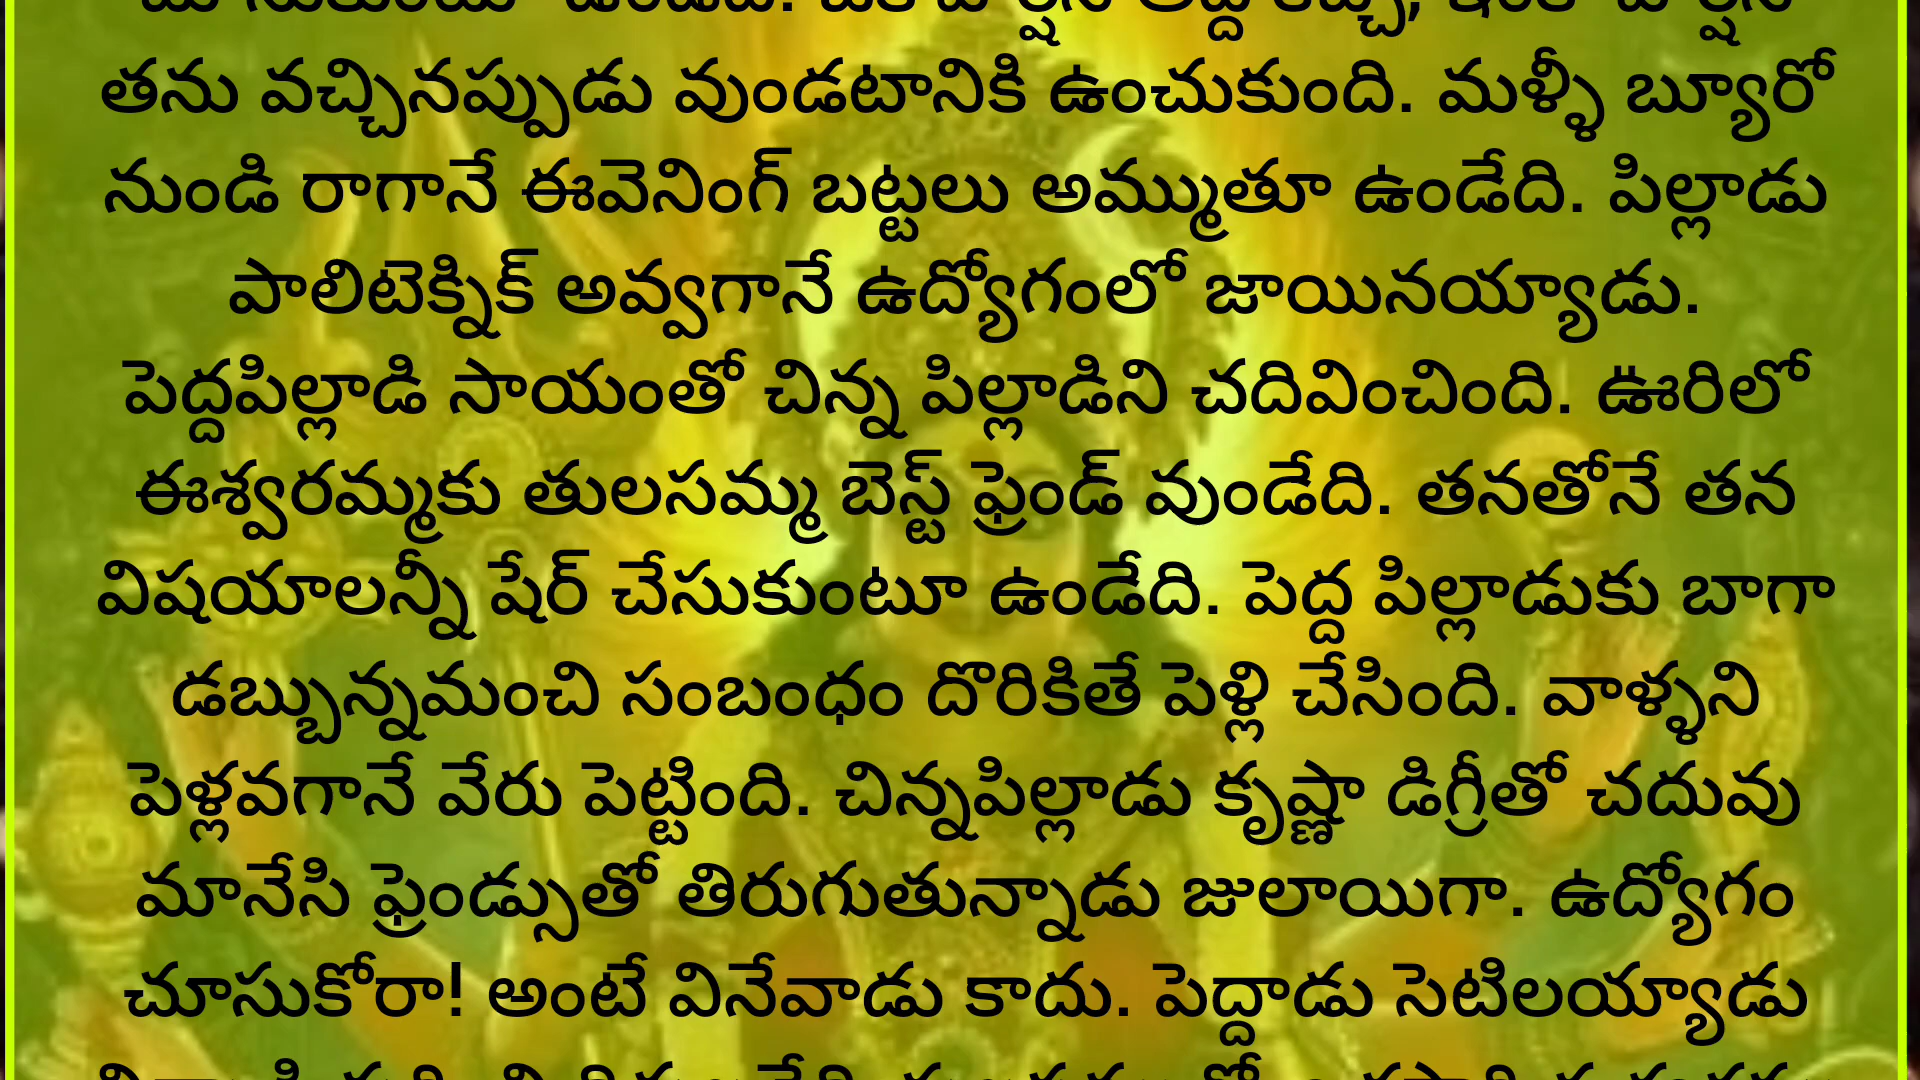 తను వచ్చినప్పుడు వుండటానికి ఉంచుకుంది. మళ్ళీ బ్యూరో
నుండి రాగానే ఈవెనింగ్ బట్టలు అమ్ముతూ ఉండేది. పిల్లాడు
పాలిటెక్నిక్ అవ్వగానే ఉద్యోగంలో జాయినయ్యాడు.
పెద్దపిల్లాడి సాయంతో చిన్న పిల్లాడిని చదివించింది. ఊరిలో
ఈశ్వరమ్మకు తులసమ్మ బెస్ట్ ఫ్రెండ్ వుండేది. తనతోనే తన
విషయాలన్నీ షేర్ చేసుకుంటూ ఉండేది. పెద్ద పిల్లాడుకు బాగా
డబ్బున్నమంచి సంబంధం దొరికితే పెళ్లి చేసింది. వాళ్ళని
పెళ్లవగానే వేరు పెట్టింది. చిన్నపిల్లాడు కృష్ణా డిగ్రీతో చదువు
మానేసి ఫ్రెండ్సుతో తిరుగుతున్నాడు జులాయిగా. ఉద్యోగం
చూసుకోరా! అంటే వినేవాడు కాదు. పెద్దాడు సెటిలయ్యాడు